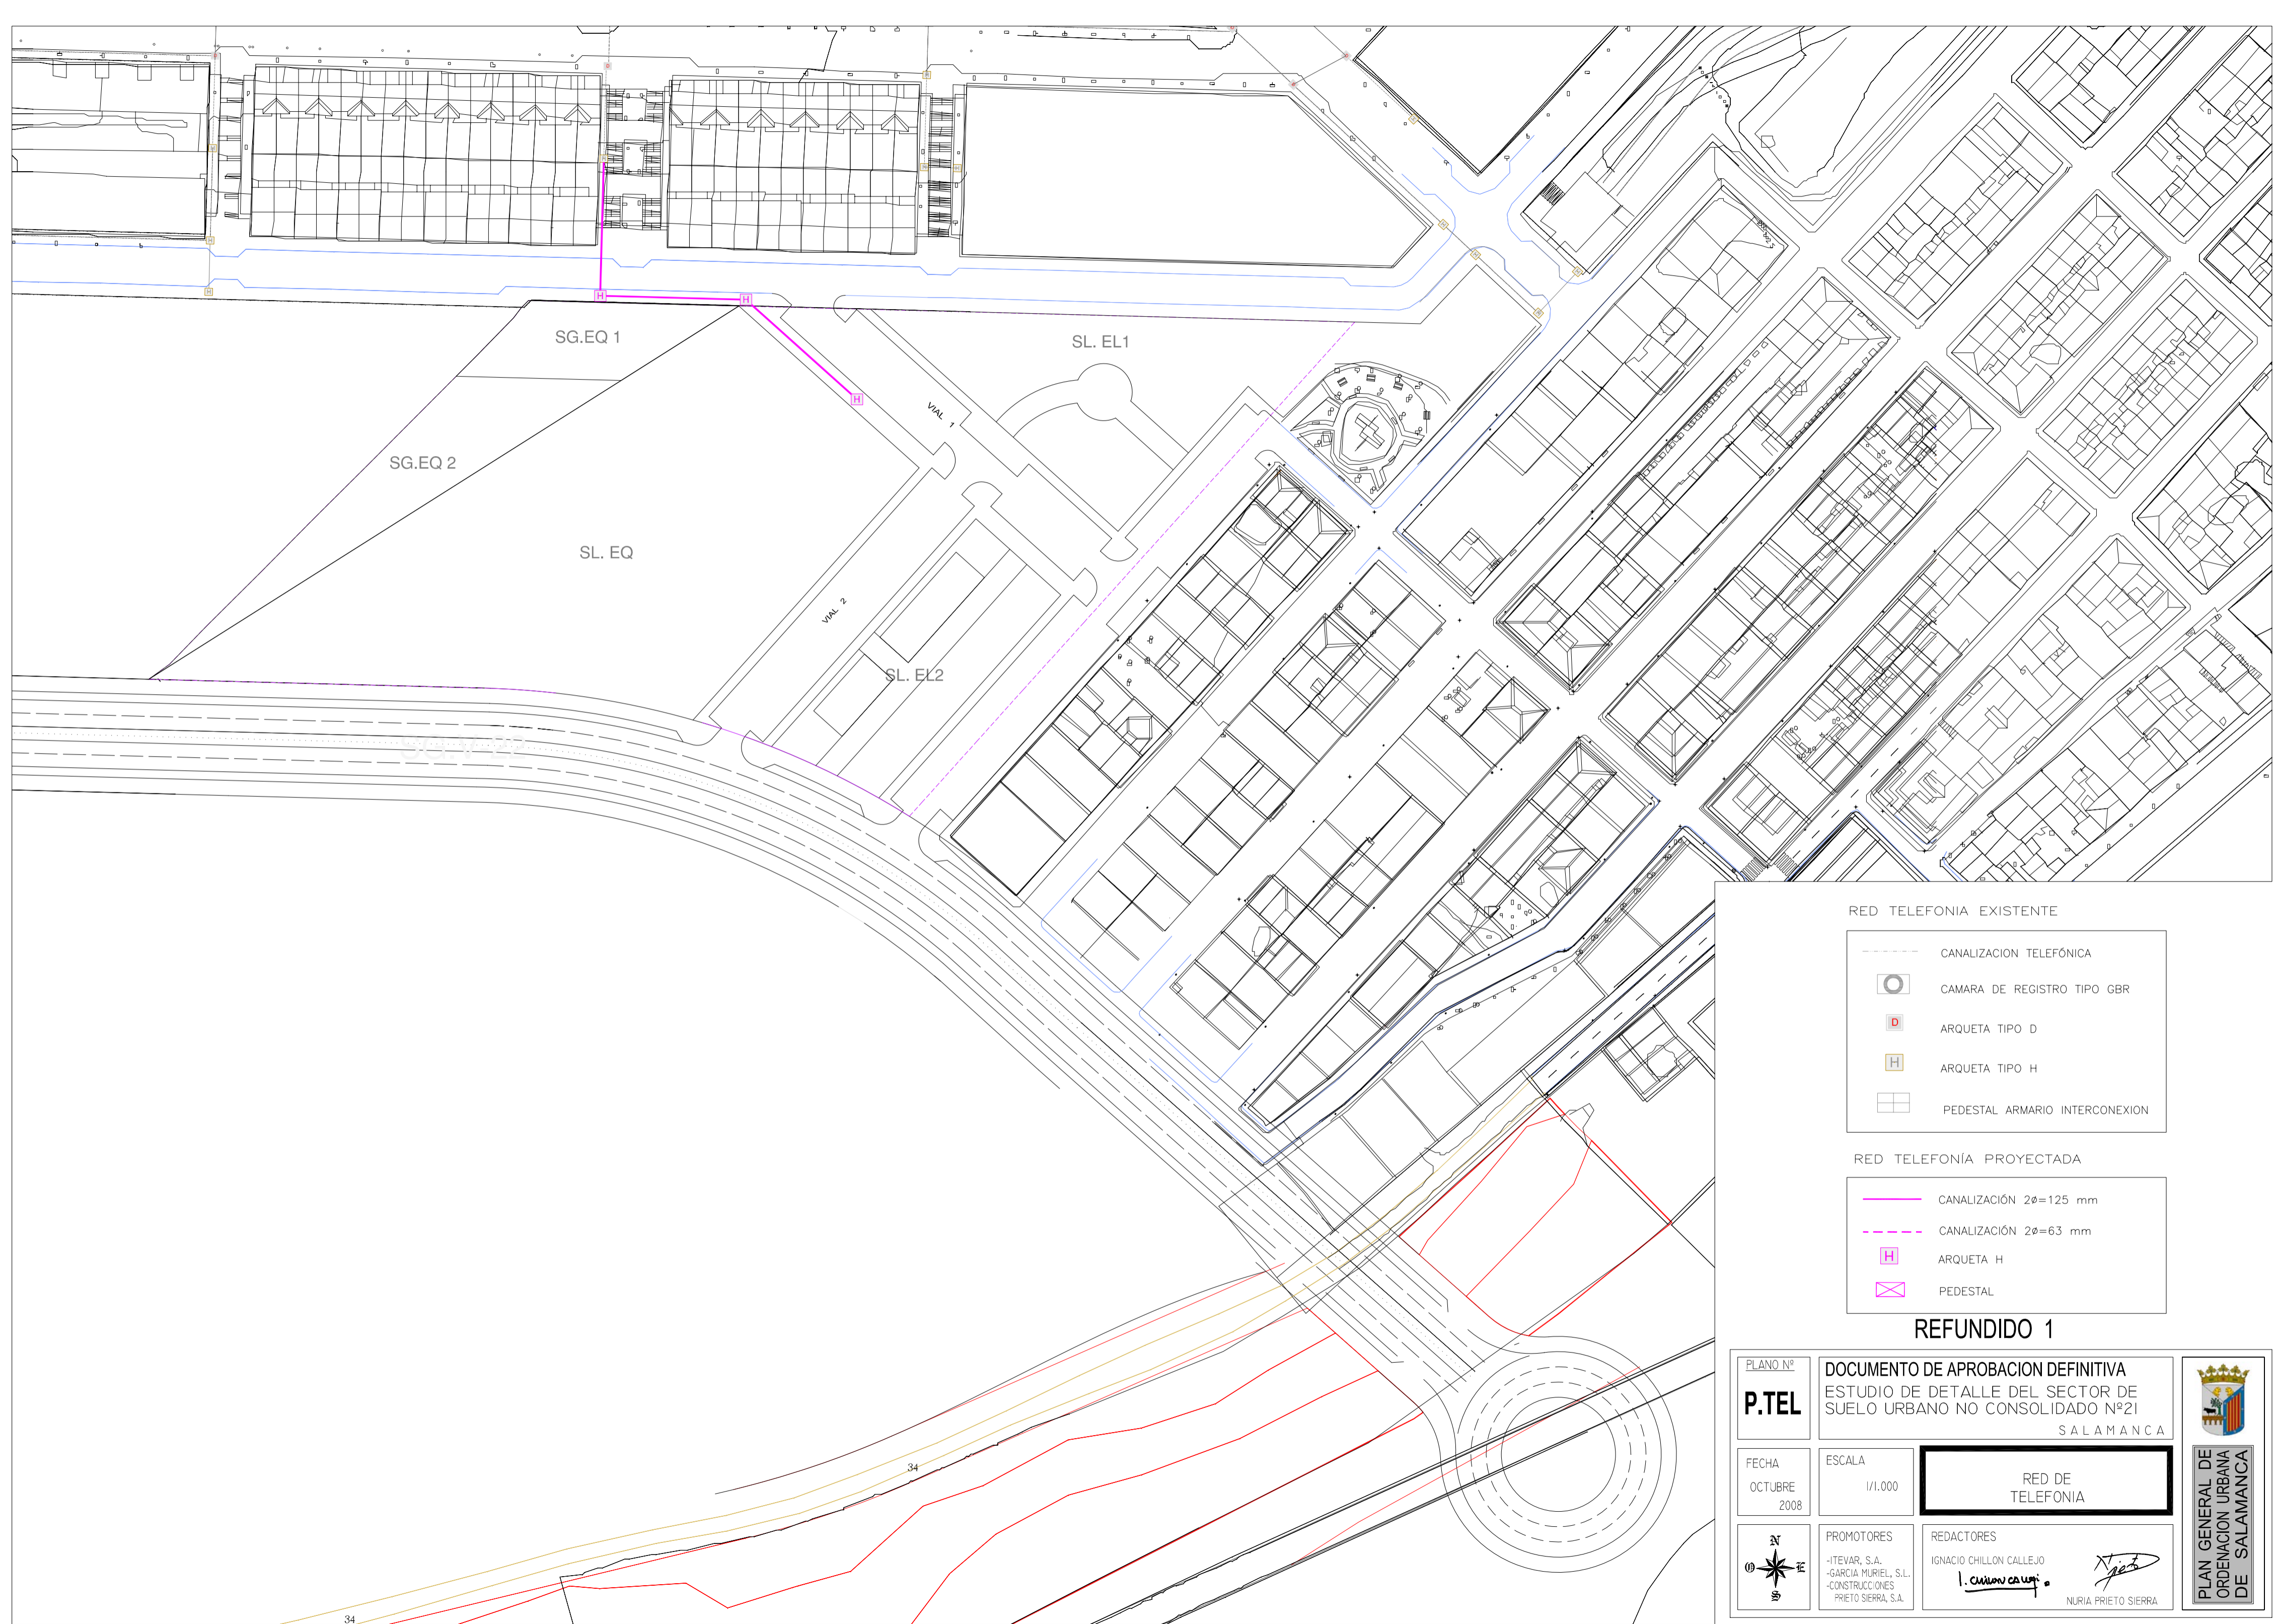 SG.EQ 1
SL. EL1
VIAL 1
SG.EQ 2
SL. EQ
VIAL 2
SL. EL2
34
34
RED TELEFONIA EXISTENTE
CANALIZACION TELEFÓNICA
CAMARA DE REGISTRO TIPO GBR
D ARQUETA TIPO D
H ARQUETA TIPO H
PEDESTAL ARMARIO INTERCONEXION
RED TELEFONÍA PROYECTADA
CANALIZACIÓN 2ø=125 mm
CANALIZACIÓN 2ø=63 mm
H ARQUETA H
PEDESTAL
REFUNDIDO 1
PLANO Nº
P.TEL
DOCUMENTO DE APROBACION DEFINITIVA
ESTUDIO DE DETALLE DEL SECTOR DE
SUELO URBANO NO CONSOLIDADO Nº21
SALAMANCA
FECHA
OCTUBRE
2008
ESCALA
1/1.000
RED DE
TELEFONIA
N
O E
S
PROMOTORES
-ITEVAR, S.A.
-GARCIA MURIEL, S.L.
-CONSTRUCCIONES
PRIETO SIERRA, S.A.
REDACTORES
IGNACIO CHILLON CALLEJO
NURIA PRIETO SIERRA
PLAN GENERAL DE
ORDENACION URBANA
DE SALAMANCA